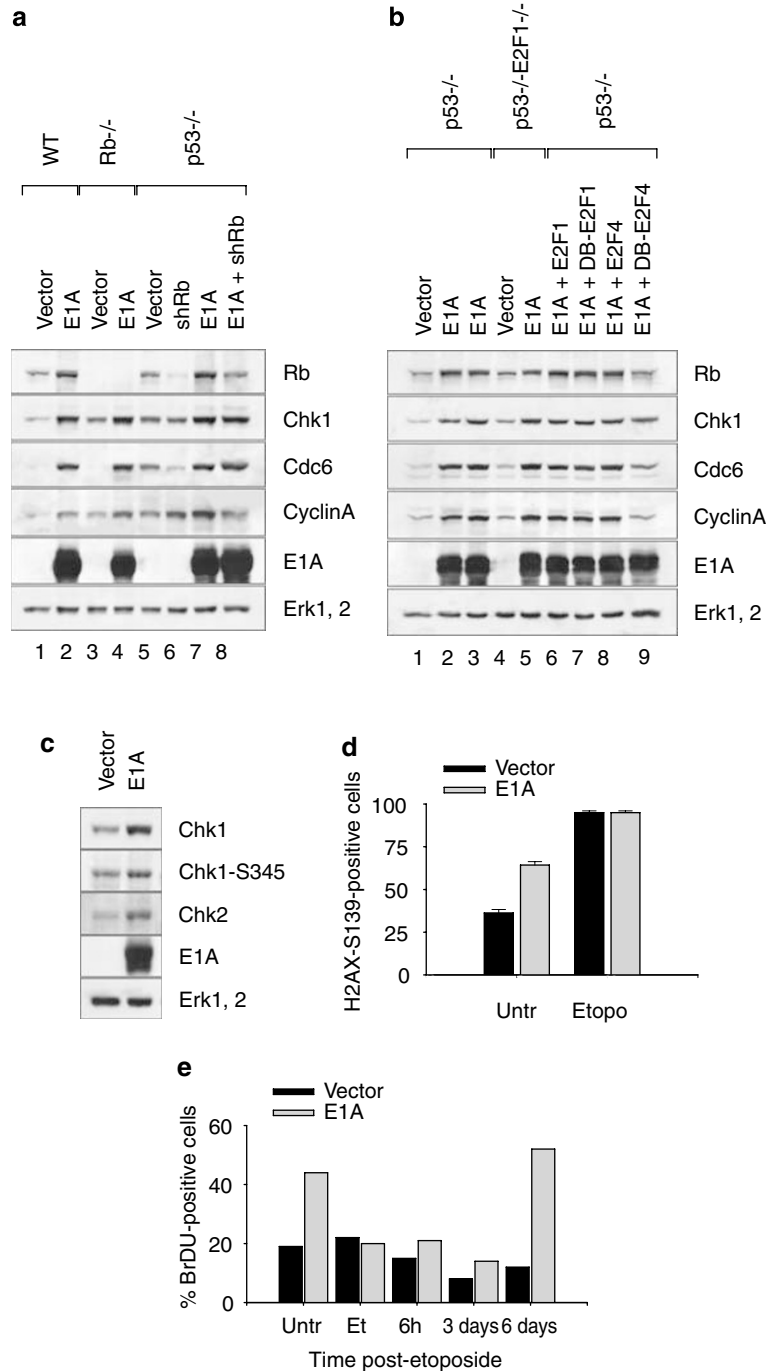 a
WT
Rb-/-
p53-/-
Vector
E1A
Vector
E1A
Vector
shRb
E1A
E1A + shRb
Rb
Chk1
Cdc6
CyclinA
E1A
Erk1, 2
1 2 3 4 5 6 7 8
b
p53-/-
p53-/-E2F1-/-
p53-/-
Vector
E1A
E1A
Vector
E1A
E1A + E2F1
E1A + DB-E2F1
E1A + E2F4
E1A + DB-E2F4
Rb
Chk1
Cdc6
CyclinA
E1A
Erk1, 2
1 2 3 4 5 6 7 8 9
c
Vector
E1A
Chk1
Chk1-S345
Chk2
E1A
Erk1, 2
d
Vector
E1A
H2AX-S139-positive cells
100
75
50
25
0
Untr Etopo
e
Vector
E1A
% BrDU-positive cells
60
40
20
0
Untr Et 6h 3 days 6 days
Time post-etoposide